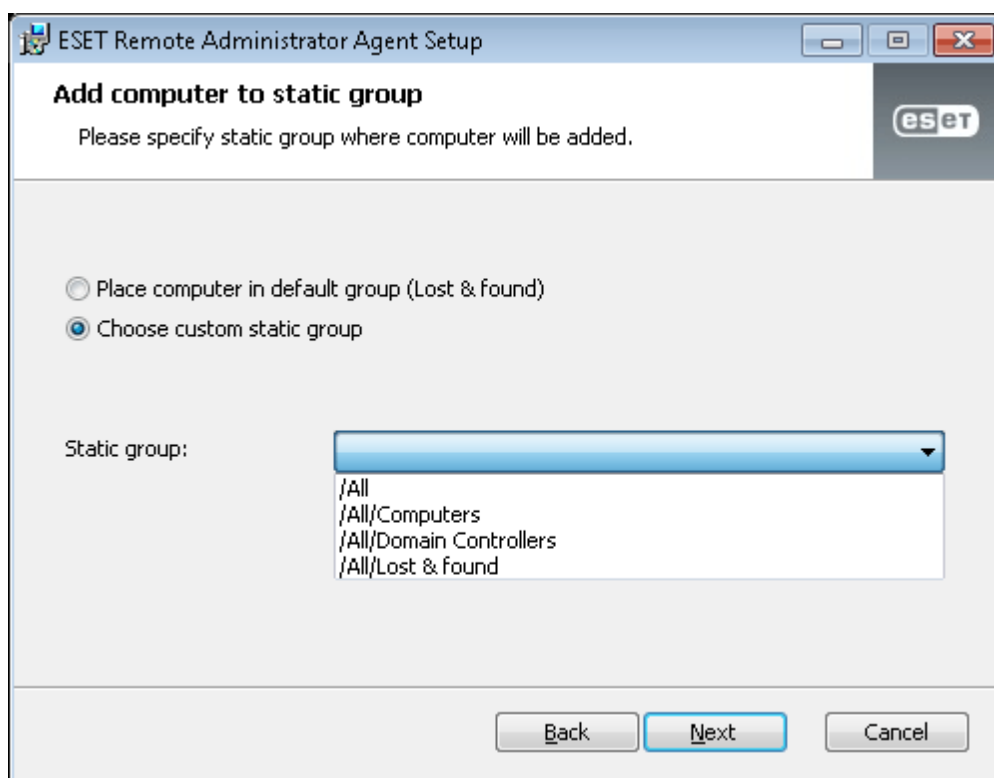 ESET Remote Administrator Agent Setup
Add computer to static group
Please specify static group where computer will be added.
eset
Place computer in default group (Lost & found)
Choose custom static group
Static group:
/All
/All/Computers
/All/Domain Controllers
/All/Lost & found
Back Next Cancel